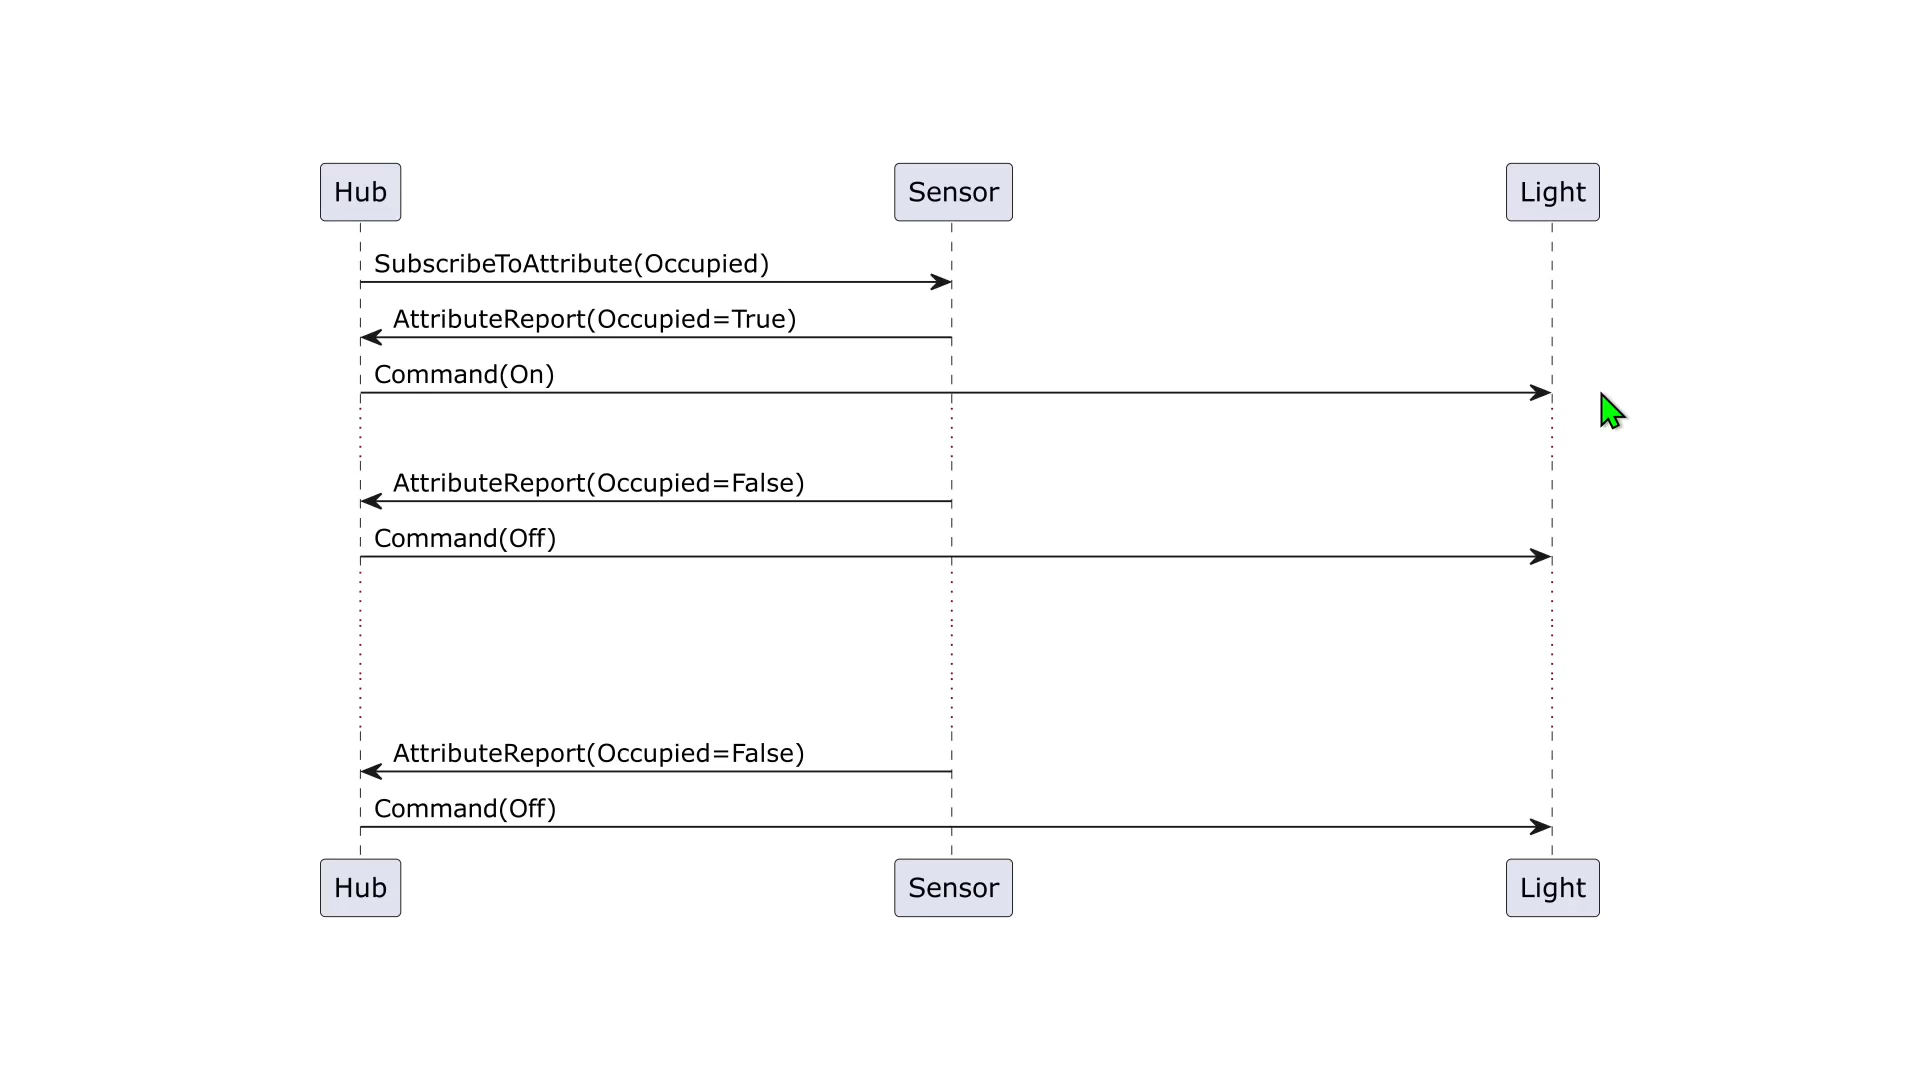 Hub
Sensor
Light
SubscribeToAttribute(Occupied)
AttributeReport(Occupied=True)
Command(On)
AttributeReport(Occupied=False)
Command(Off)
AttributeReport(Occupied=False)
Command(Off)
Hub
Sensor
Light